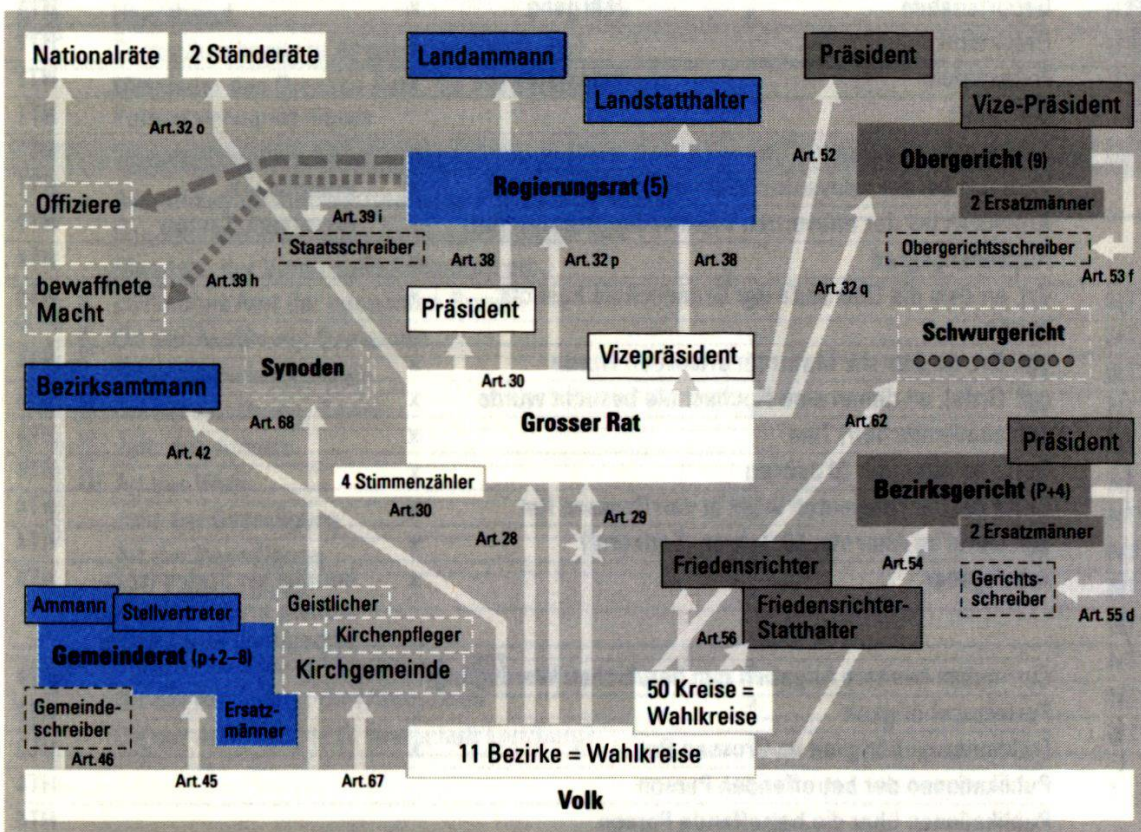 Nationalräte
2 Ständeräte
Landammann
Präsident
Landstatthalter
Vize-Präsident
Art. 32 o
Art. 52
Obergericht (9)
Regierungsrat (5)
Offiziere
2 Ersatzmänner
Art. 39 i
Staatsschreiber
Obergerichtsschreiber
Art. 38
Art. 32 p
Art. 38
Art. 53 f
Art. 39 h
Art. 32 q
bewaffnete
Macht
Präsident
Schwurgericht
Vizepräsident
Synoden
Bezirksamtmann
Art. 30
Grosser Rat
Art. 68
Art. 62
Präsident
Art. 42
4 Stimmenzähler
Bezirksgericht (P+4)
Art. 30
Art. 29
2 Ersatzmänner
Art. 28
Friedensrichter
Art. 54
Gerichts-
schreiber
Ammann
Stellvertreter
Geistlicher
Friedensrichter-
Statthalter
Art. 55 d
Kirchenpfleger
Art. 56
Gemeinderat (p+2–8)
Kirchgemeinde
50 Kreise =
Wahlkreise
Gemeinde-
schreiber
Ersatz-
männer
11 Bezirke = Wahlkreise
Art. 46
Art. 45
Art. 67
Volk